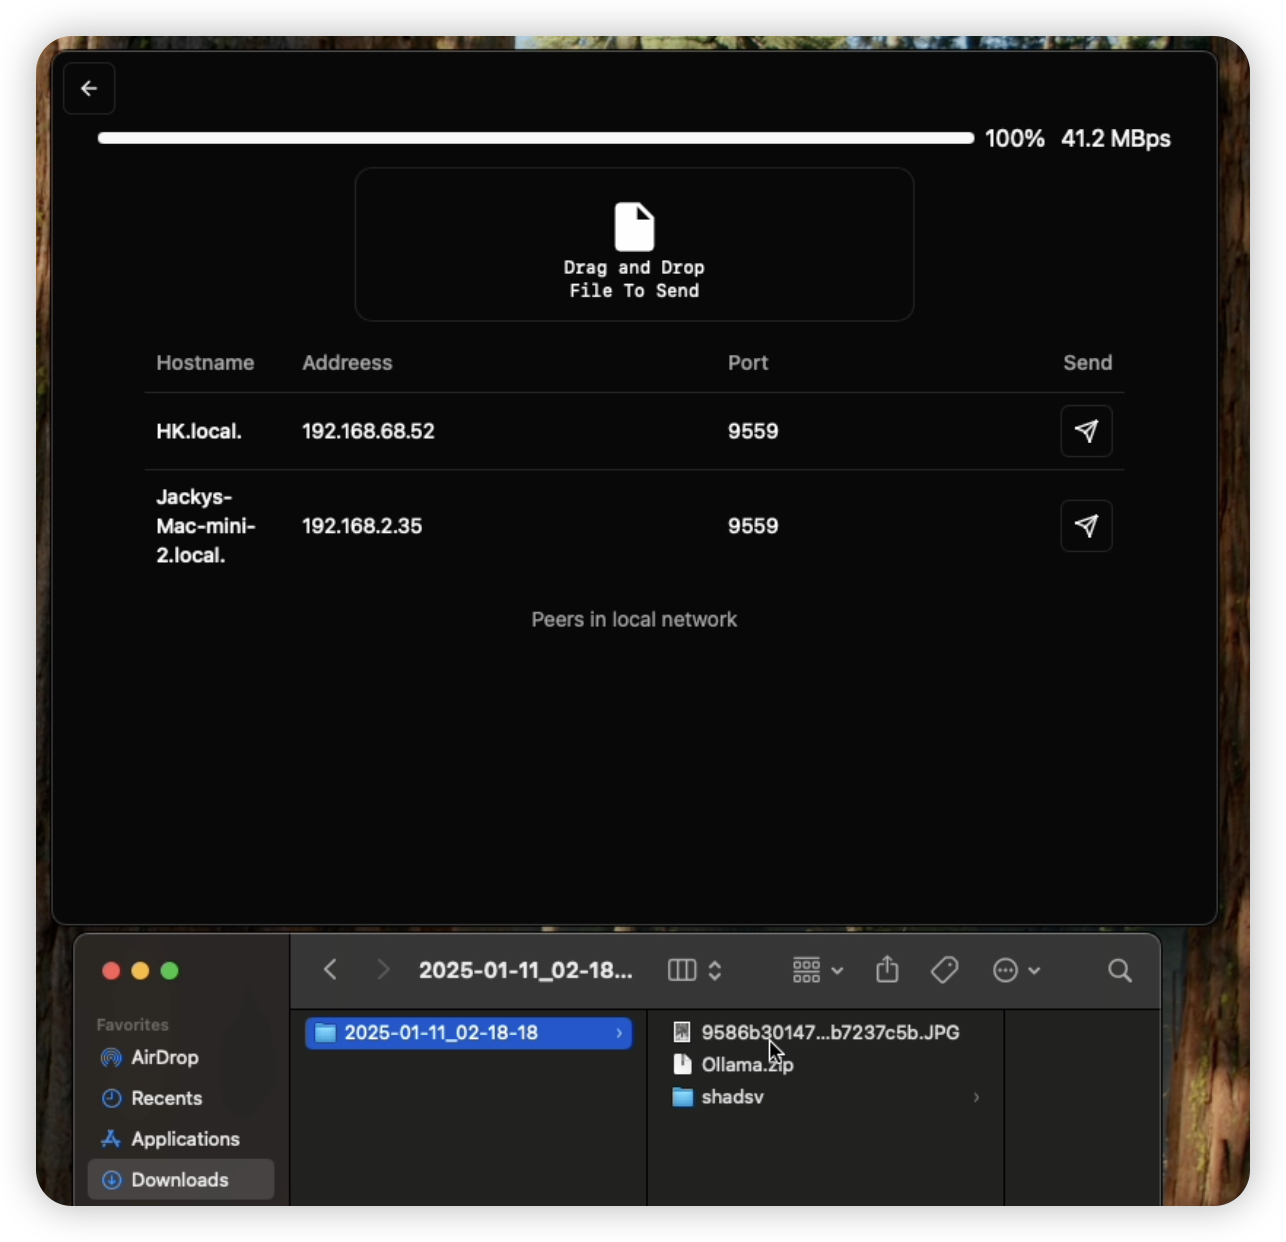 100% 41.2 MBps
Drag and Drop
File To Send
Hostname Addreess Port Send
HK.local. 192.168.68.52 9559
Jackys-
Mac-mini- 192.168.2.35 9559
2.local.
Peers in local network
2025-01-11_02-18...
Favorites
AirDrop
Recents
Applications
Downloads
2025-01-11_02-18-18
9586b30147...b7237c5b.JPG
Ollama.zip
shadsv